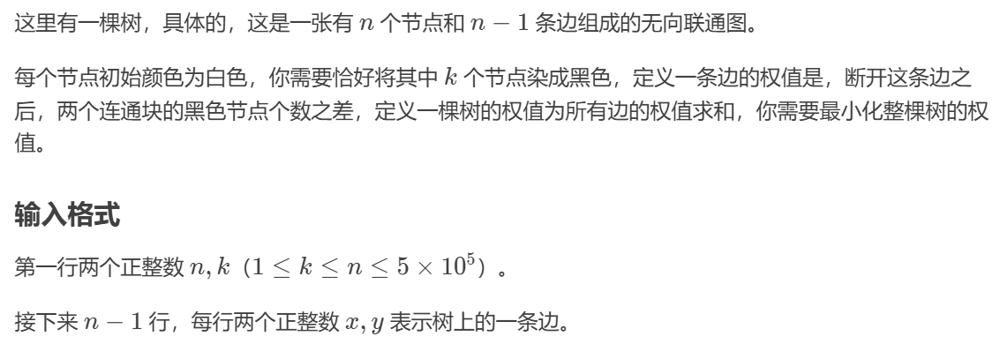 这里有一棵树，具体的，这是一张有 n 个节点和 n − 1 条边组成的无向联通图。
每个节点初始颜色为白色，你需要恰好将其中 k 个节点染成黑色，定义一条边的权值是，断开这条边之
后，两个连通块的黑色节点个数之差，定义一棵树的权值为所有边的权值求和，你需要最小化整棵树的权
值。
输入格式
第一行两个正整数 n, k（1 ≤ k ≤ n ≤ 5 × 10⁵）。
接下来 n − 1 行，每行两个正整数 x, y 表示树上的一条边。